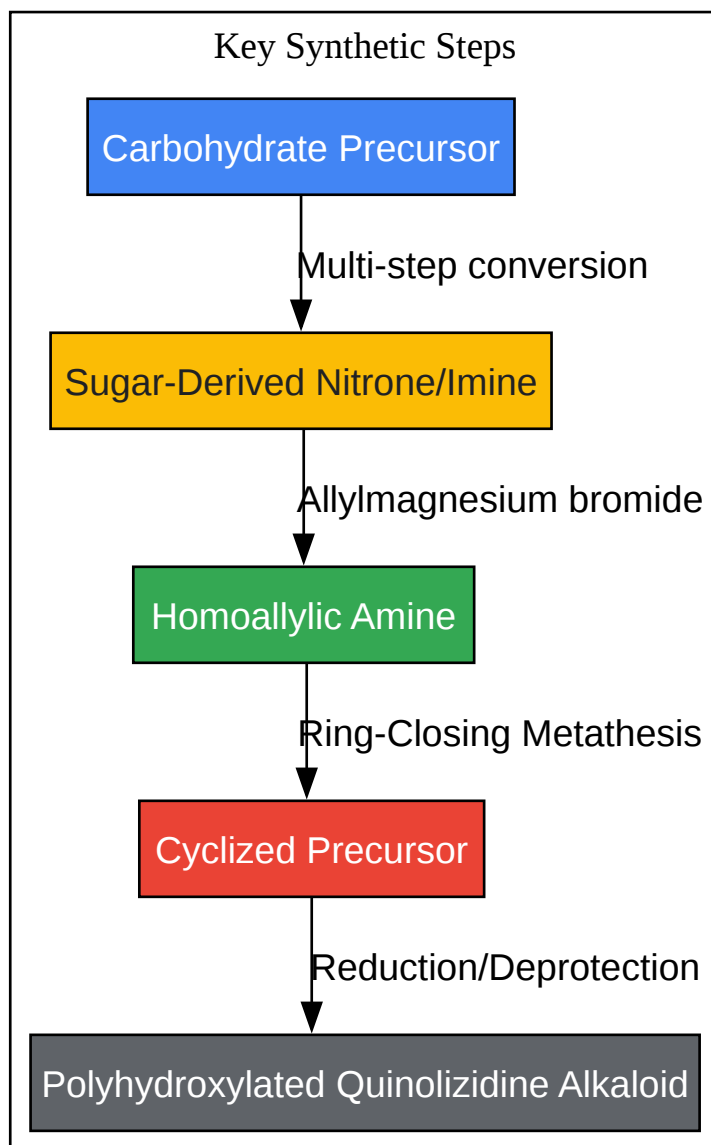 Key Synthetic Steps
Carbohydrate Precursor
Multi-step conversion
Sugar-Derived Nitrone/Imine
Allylmagnesium bromide
Homoallylic Amine
Ring-Closing Metathesis
Cyclized Precursor
Reduction/Deprotection
Polyhydroxylated Quinolizidine Alkaloid